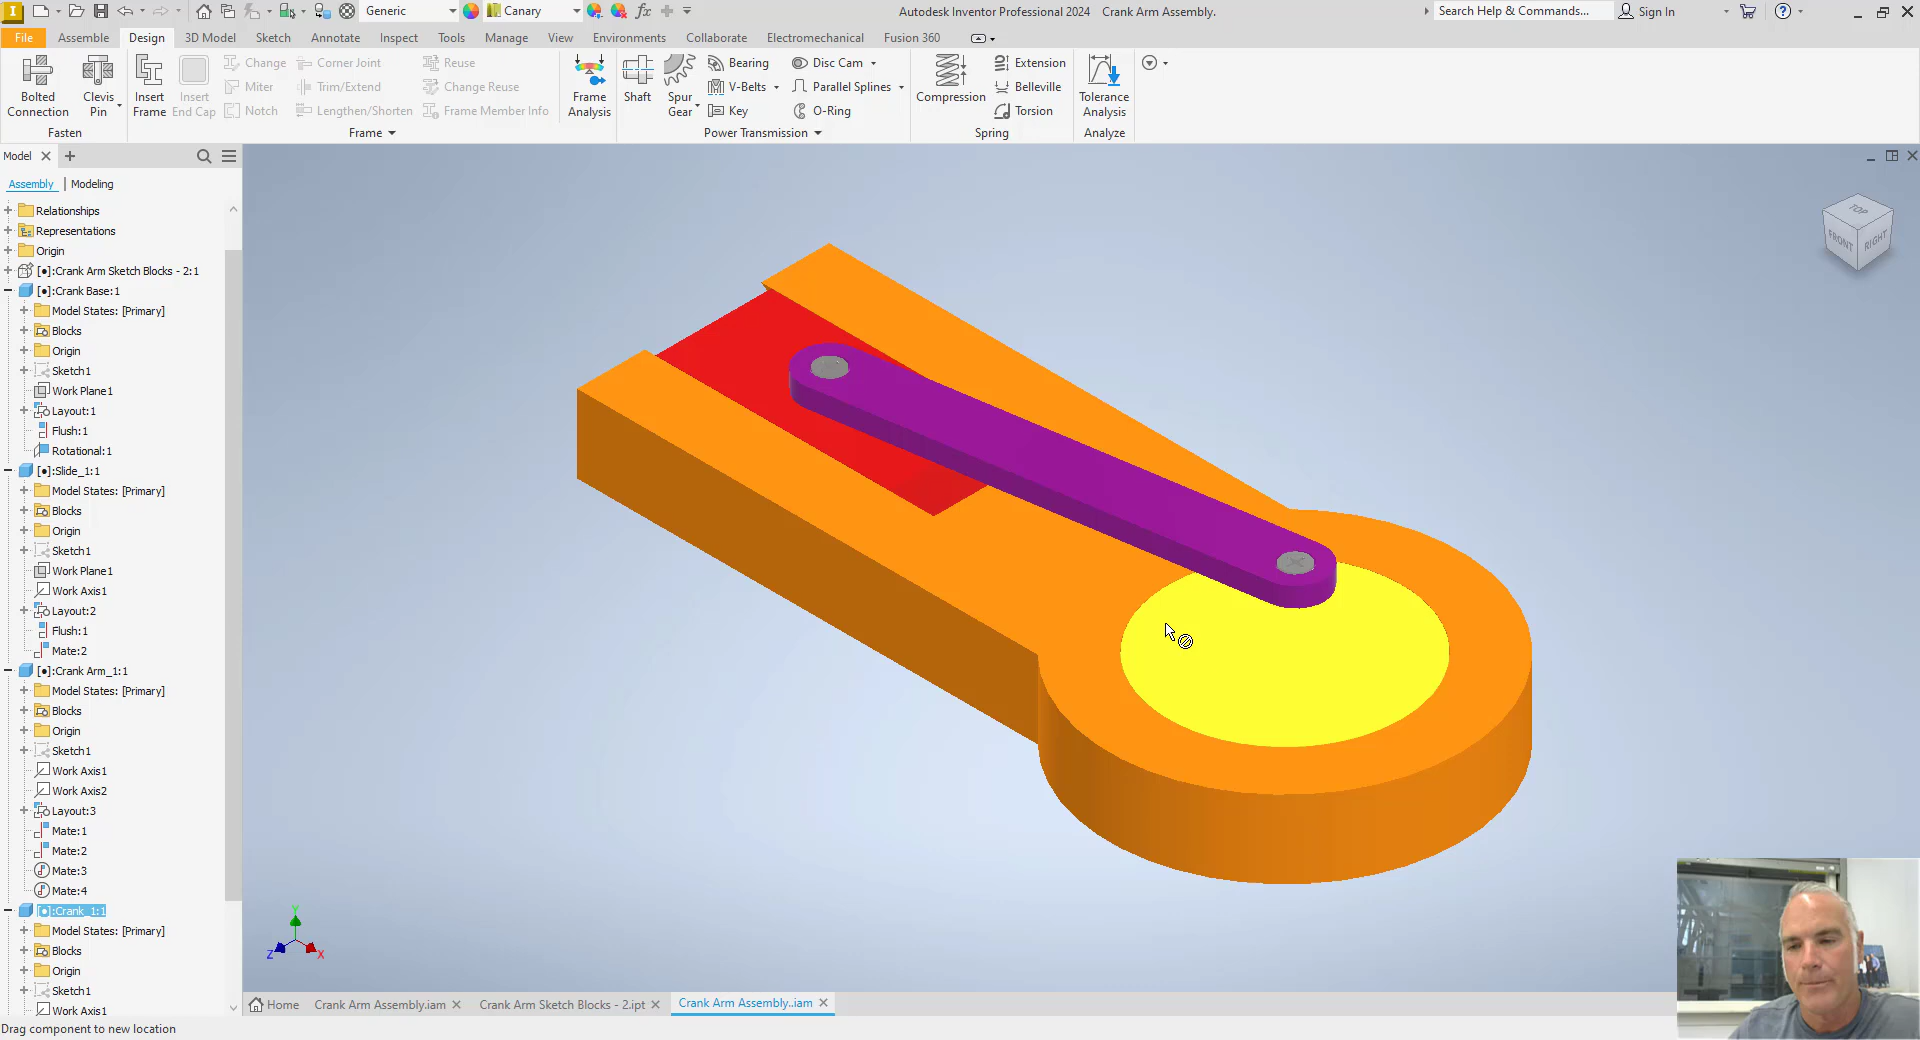 Generic
Canary
Autodesk Inventor Professional 2024 Crank Arm Assembly.
Search Help & Commands...
Sign In
File
Assemble
Design
3D Model
Sketch
Annotate
Inspect
Tools
Manage
View
Environments
Collaborate
Electromechanical
Fusion 360
Bolted Connection
Clevis Pin
Fasten
Insert Frame
Insert End Cap
Change
Miter
Notch
Corner Joint
Trim/Extend
Lengthen/Shorten
Reuse
Change Reuse
Frame Member Info
Frame
Frame Analysis
Shaft
Spur Gear
Bearing
V-Belts
Key
Disc Cam
Parallel Splines
O-Ring
Power Transmission
Compression
Extension
Belleville
Torsion
Spring
Tolerance Analysis
Analyze
Model
Assembly | Modeling
Relationships
Representations
Origin
[•]:Crank Arm Sketch Blocks - 2:1
[•]:Crank Base:1
Model States: [Primary]
Blocks
Origin
Sketch1
Work Plane1
Layout:1
Flush:1
Rotational:1
[•]:Slide_1:1
Model States: [Primary]
Blocks
Origin
Sketch1
Work Plane1
Work Axis1
Layout:2
Flush:1
Mate:2
[•]:Crank Arm_1:1
Model States: [Primary]
Blocks
Origin
Sketch1
Work Axis1
Work Axis2
Layout:3
Mate:1
Mate:2
Mate:3
Mate:4
[•]:Crank_1:1
Model States: [Primary]
Blocks
Origin
Sketch1
Work Axis1
TOP
FRONT
RIGHT
Y
Z
X
Home
Crank Arm Assembly.iam
Crank Arm Sketch Blocks - 2.ipt
Crank Arm Assembly..iam
Drag component to new location